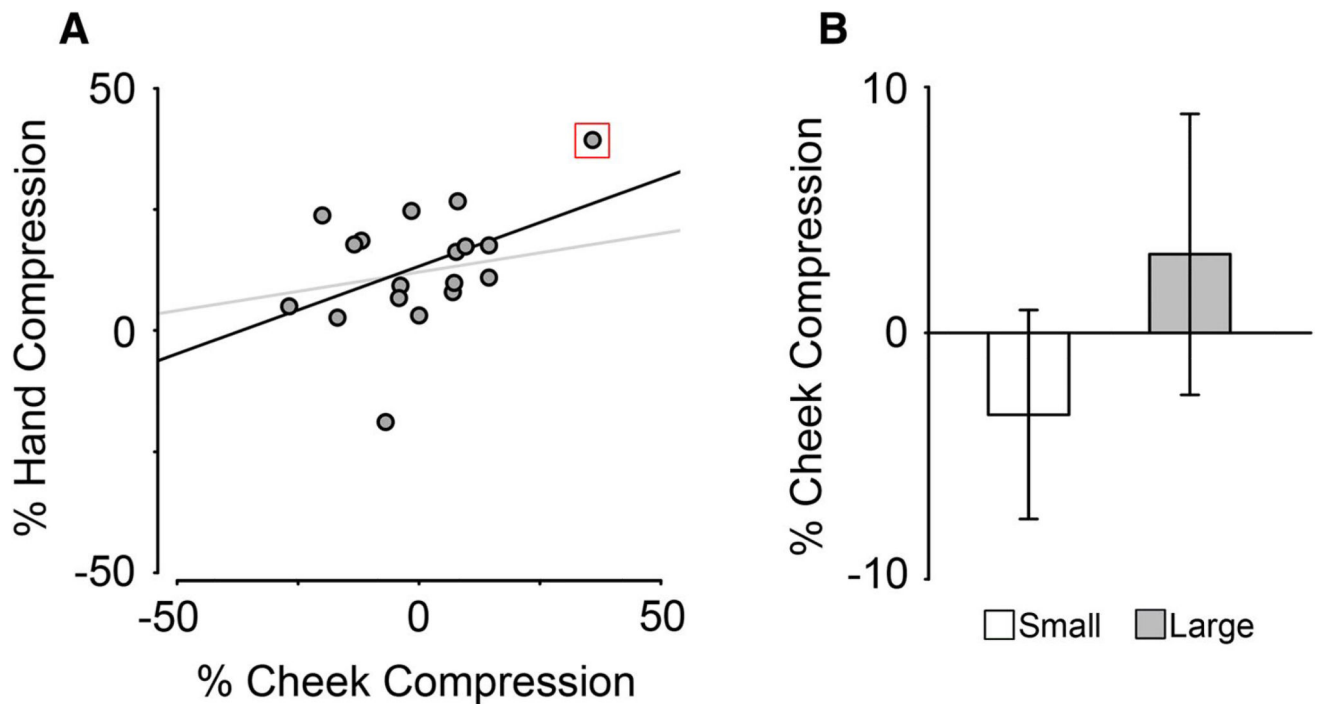 A
50
0
-50
% Hand Compression
-50 0 50
% Cheek Compression
B
10
0
-10
% Cheek Compression
Small Large